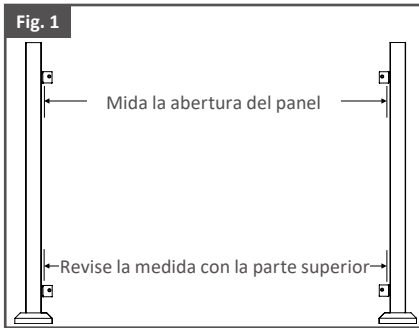 Fig. 1
Mida la abertura del panel
Revise la medida con la parte superior